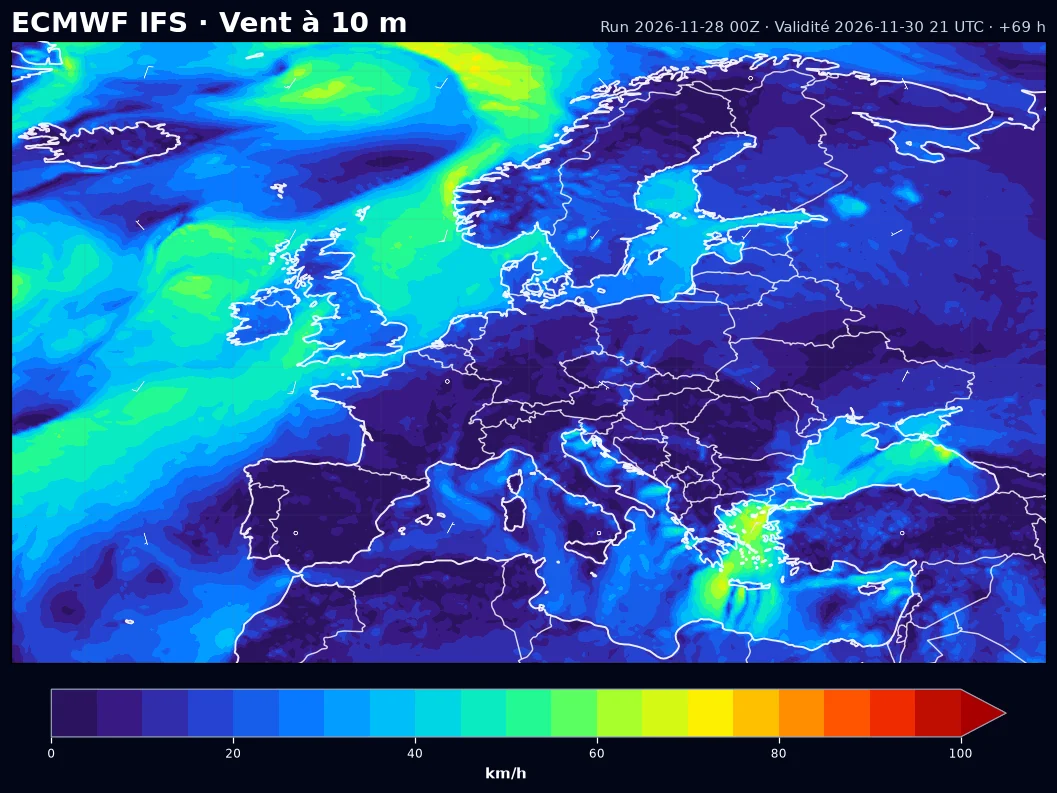 ECMWF IFS · Vent à 10 m
Run 2026-11-28 00Z · Validité 2026-11-30 21 UTC · +69 h
0 20 40 60 80 100
km/h